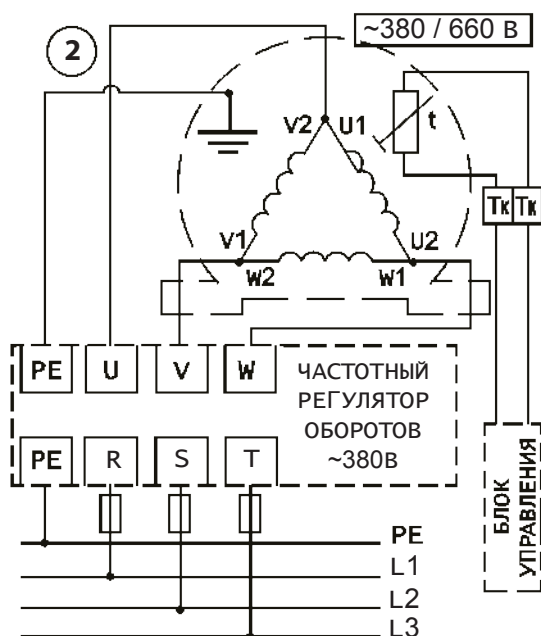 2
~380 / 660 В
V2 U1
t
Тк Тк
V1 U2
W2 W1
PE U V W
ЧАСТОТНЫЙ
РЕГУЛЯТОР
ОБОРОТОВ
~380В
PE R S T
БЛОК
УПРАВЛЕНИЯ
PE
L1
L2
L3